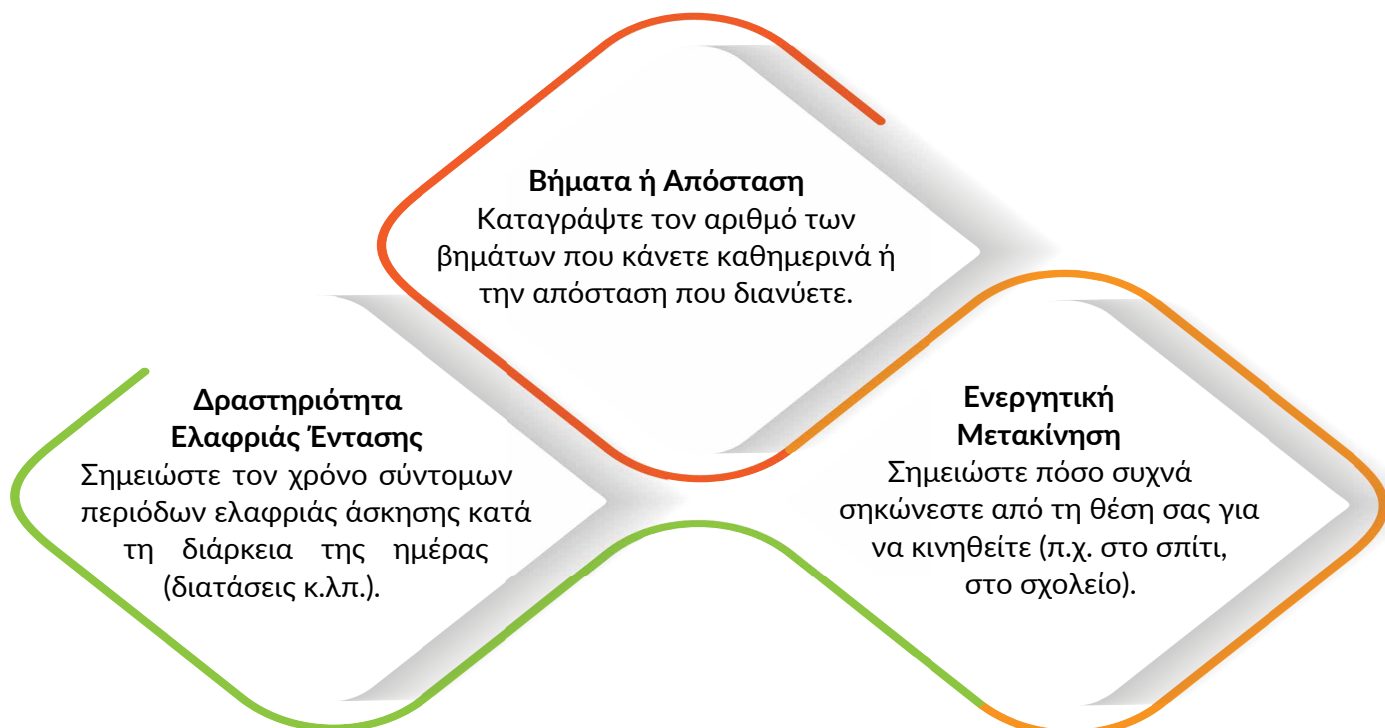 Βήματα ή Απόσταση
Καταγράψτε τον αριθμό των
βημάτων που κάνετε καθημερινά ή
την απόσταση που διανύετε.
Δραστηριότητα
Ελαφριάς Έντασης
Σημειώστε τον χρόνο σύντομων
περιόδων ελαφριάς άσκησης κατά
τη διάρκεια της ημέρας
(διατάσεις κ.λπ.).
Ενεργητική
Μετακίνηση
Σημειώστε πόσο συχνά
σηκώνεστε από τη θέση σας για
να κινηθείτε (π.χ. στο σπίτι,
στο σχολείο).